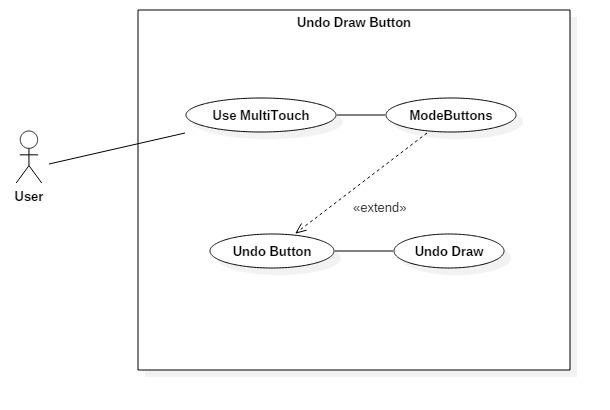 Undo Draw Button
Use MultiTouch
ModeButtons
User
«extend»
Undo Button
Undo Draw